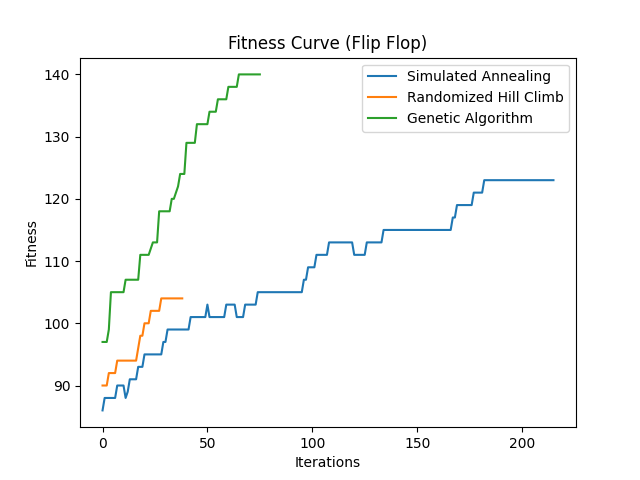 Fitness Curve (Flip Flop)
140
130
120
110
100
90
Fitness
Simulated Annealing
Randomized Hill Climb
Genetic Algorithm
0
50
100
150
200
Iterations